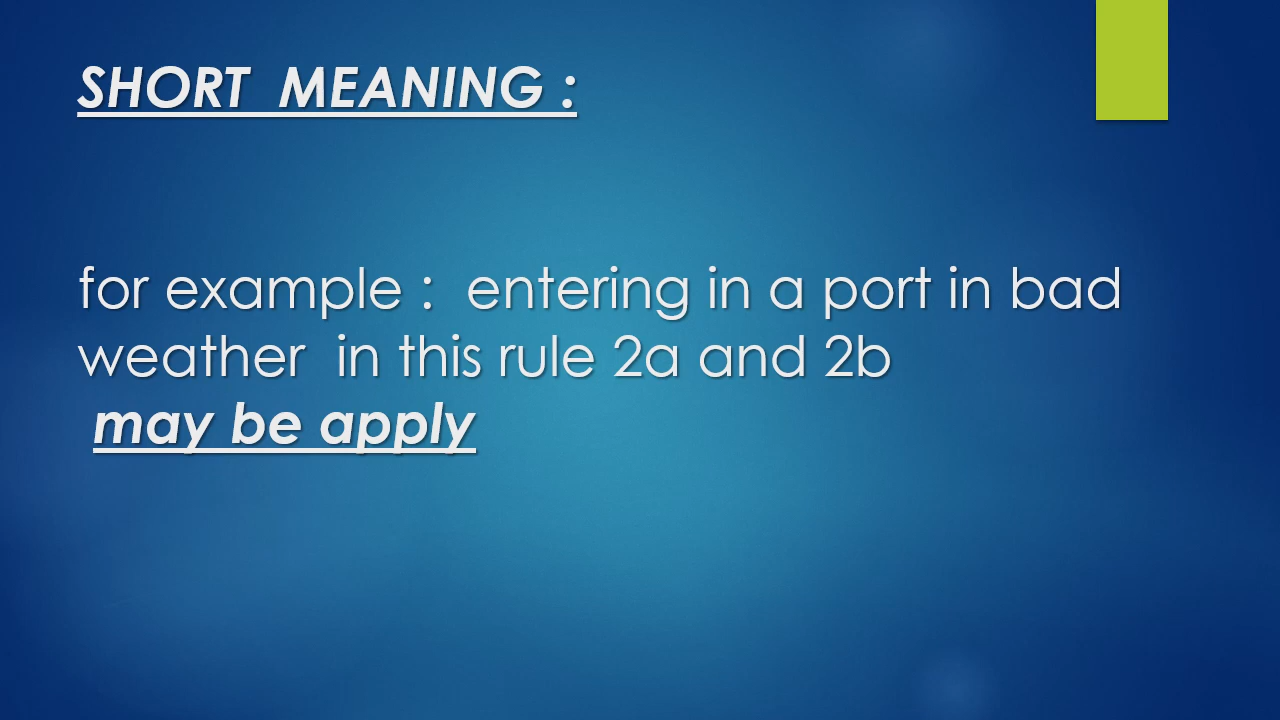 SHORT  MEANING :
for example :  entering in a port in bad
weather  in this rule 2a and 2b
may be apply